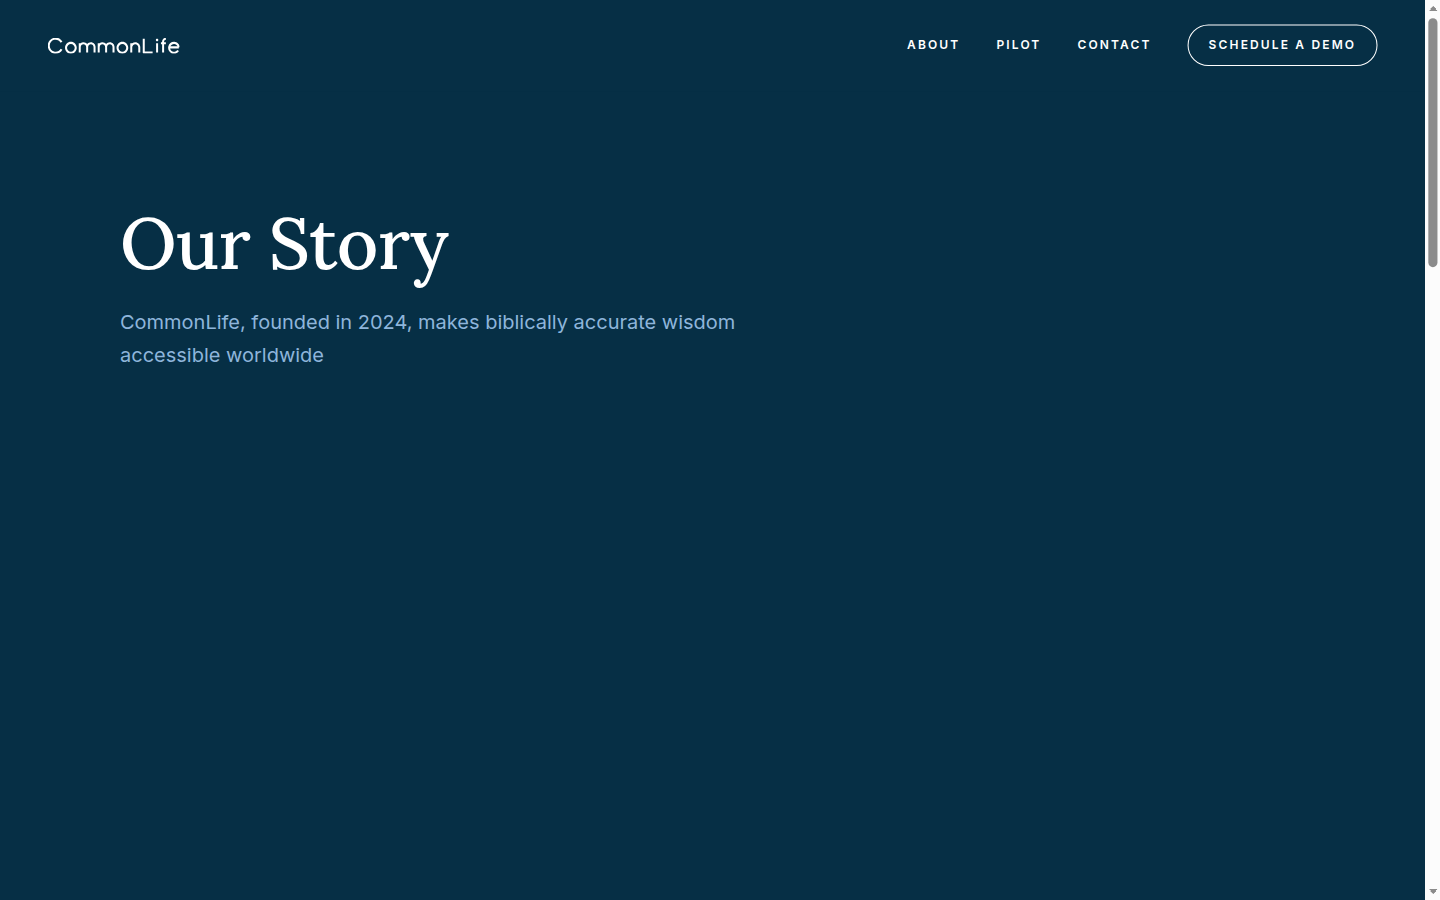 CommonLife
ABOUT
PILOT
CONTACT
SCHEDULE A DEMO
Our Story
CommonLife, founded in 2024, makes biblically accurate wisdom
accessible worldwide